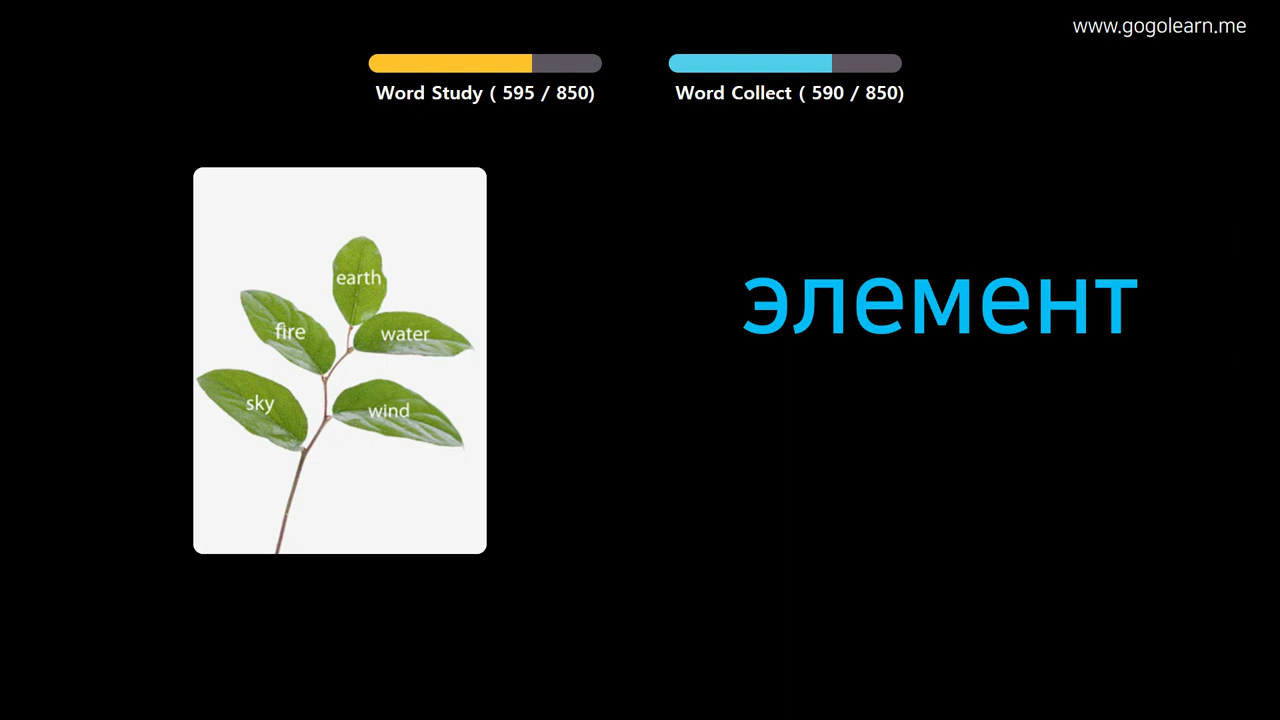 www.gogolearn.me
Word Study ( 595 / 850)
Word Collect ( 590 / 850)
earth
fire
water
sky
wind
элемент